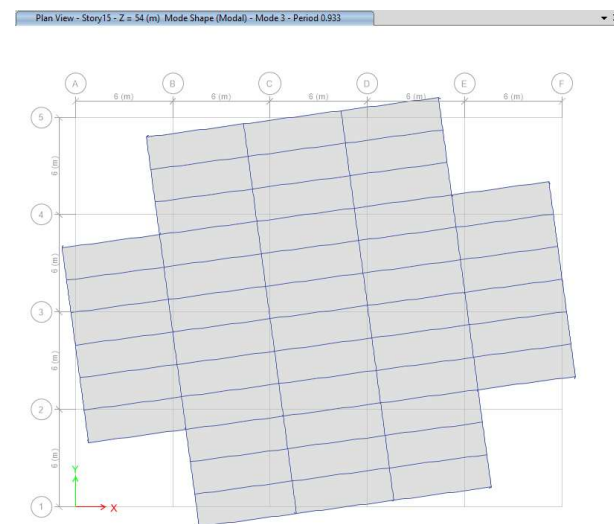 Plan View - Story15 - Z = 54 (m) Mode Shape (Modal) - Mode 3 - Period 0.933
A B C D E F
6 (m) 6 (m) 6 (m) 6 (m) 6 (m)
5
6 (m)
4
6 (m)
3
6 (m)
2
6 (m)
Y
1
X